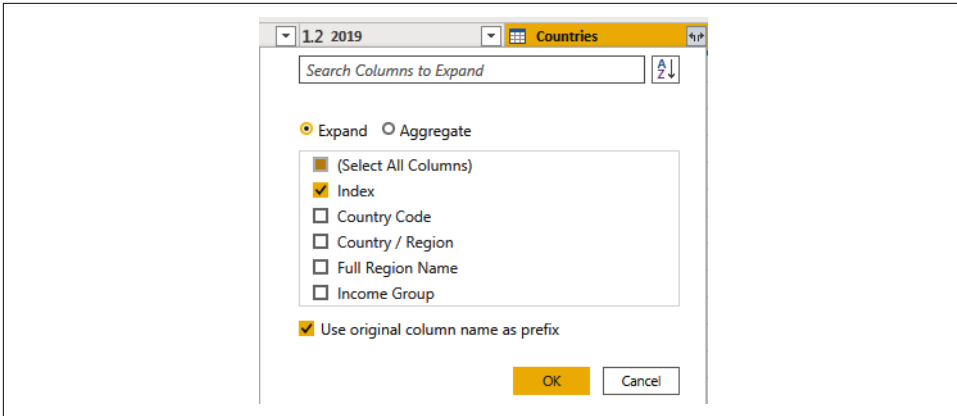 1.2 2019 Countries
Search Columns to Expand
A
Z
Expand Aggregate
(Select All Columns)
Index
Country Code
Country / Region
Full Region Name
Income Group
Use original column name as prefix
OK Cancel